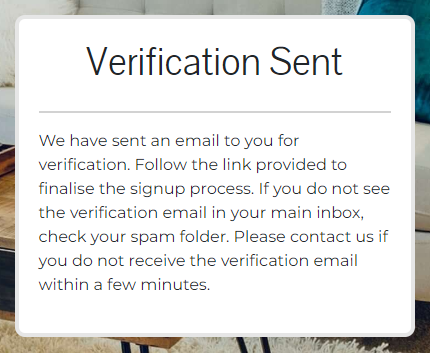 Verification Sent
We have sent an email to you for
verification. Follow the link provided to
finalise the signup process. If you do not see
the verification email in your main inbox,
check your spam folder. Please contact us if
you do not receive the verification email
within a few minutes.